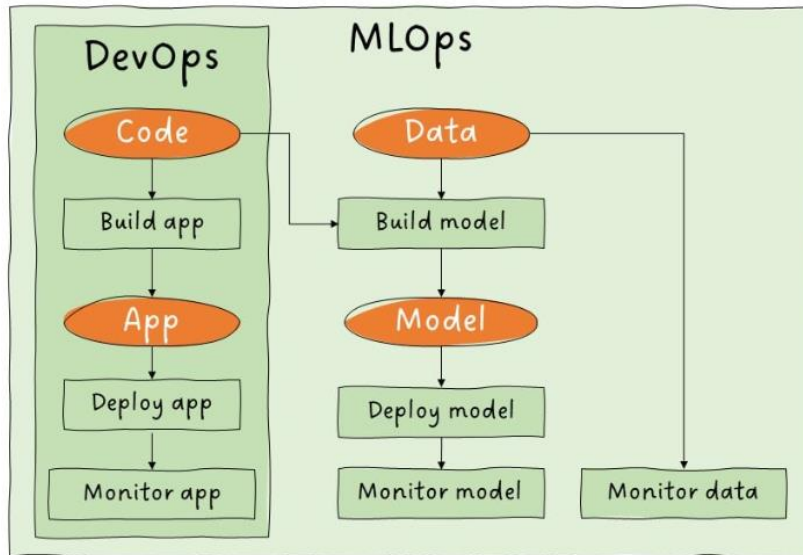 DevOps
MLOps
Code
Data
Build app
Build model
App
Model
Deploy app
Deploy model
Monitor app
Monitor model
Monitor data